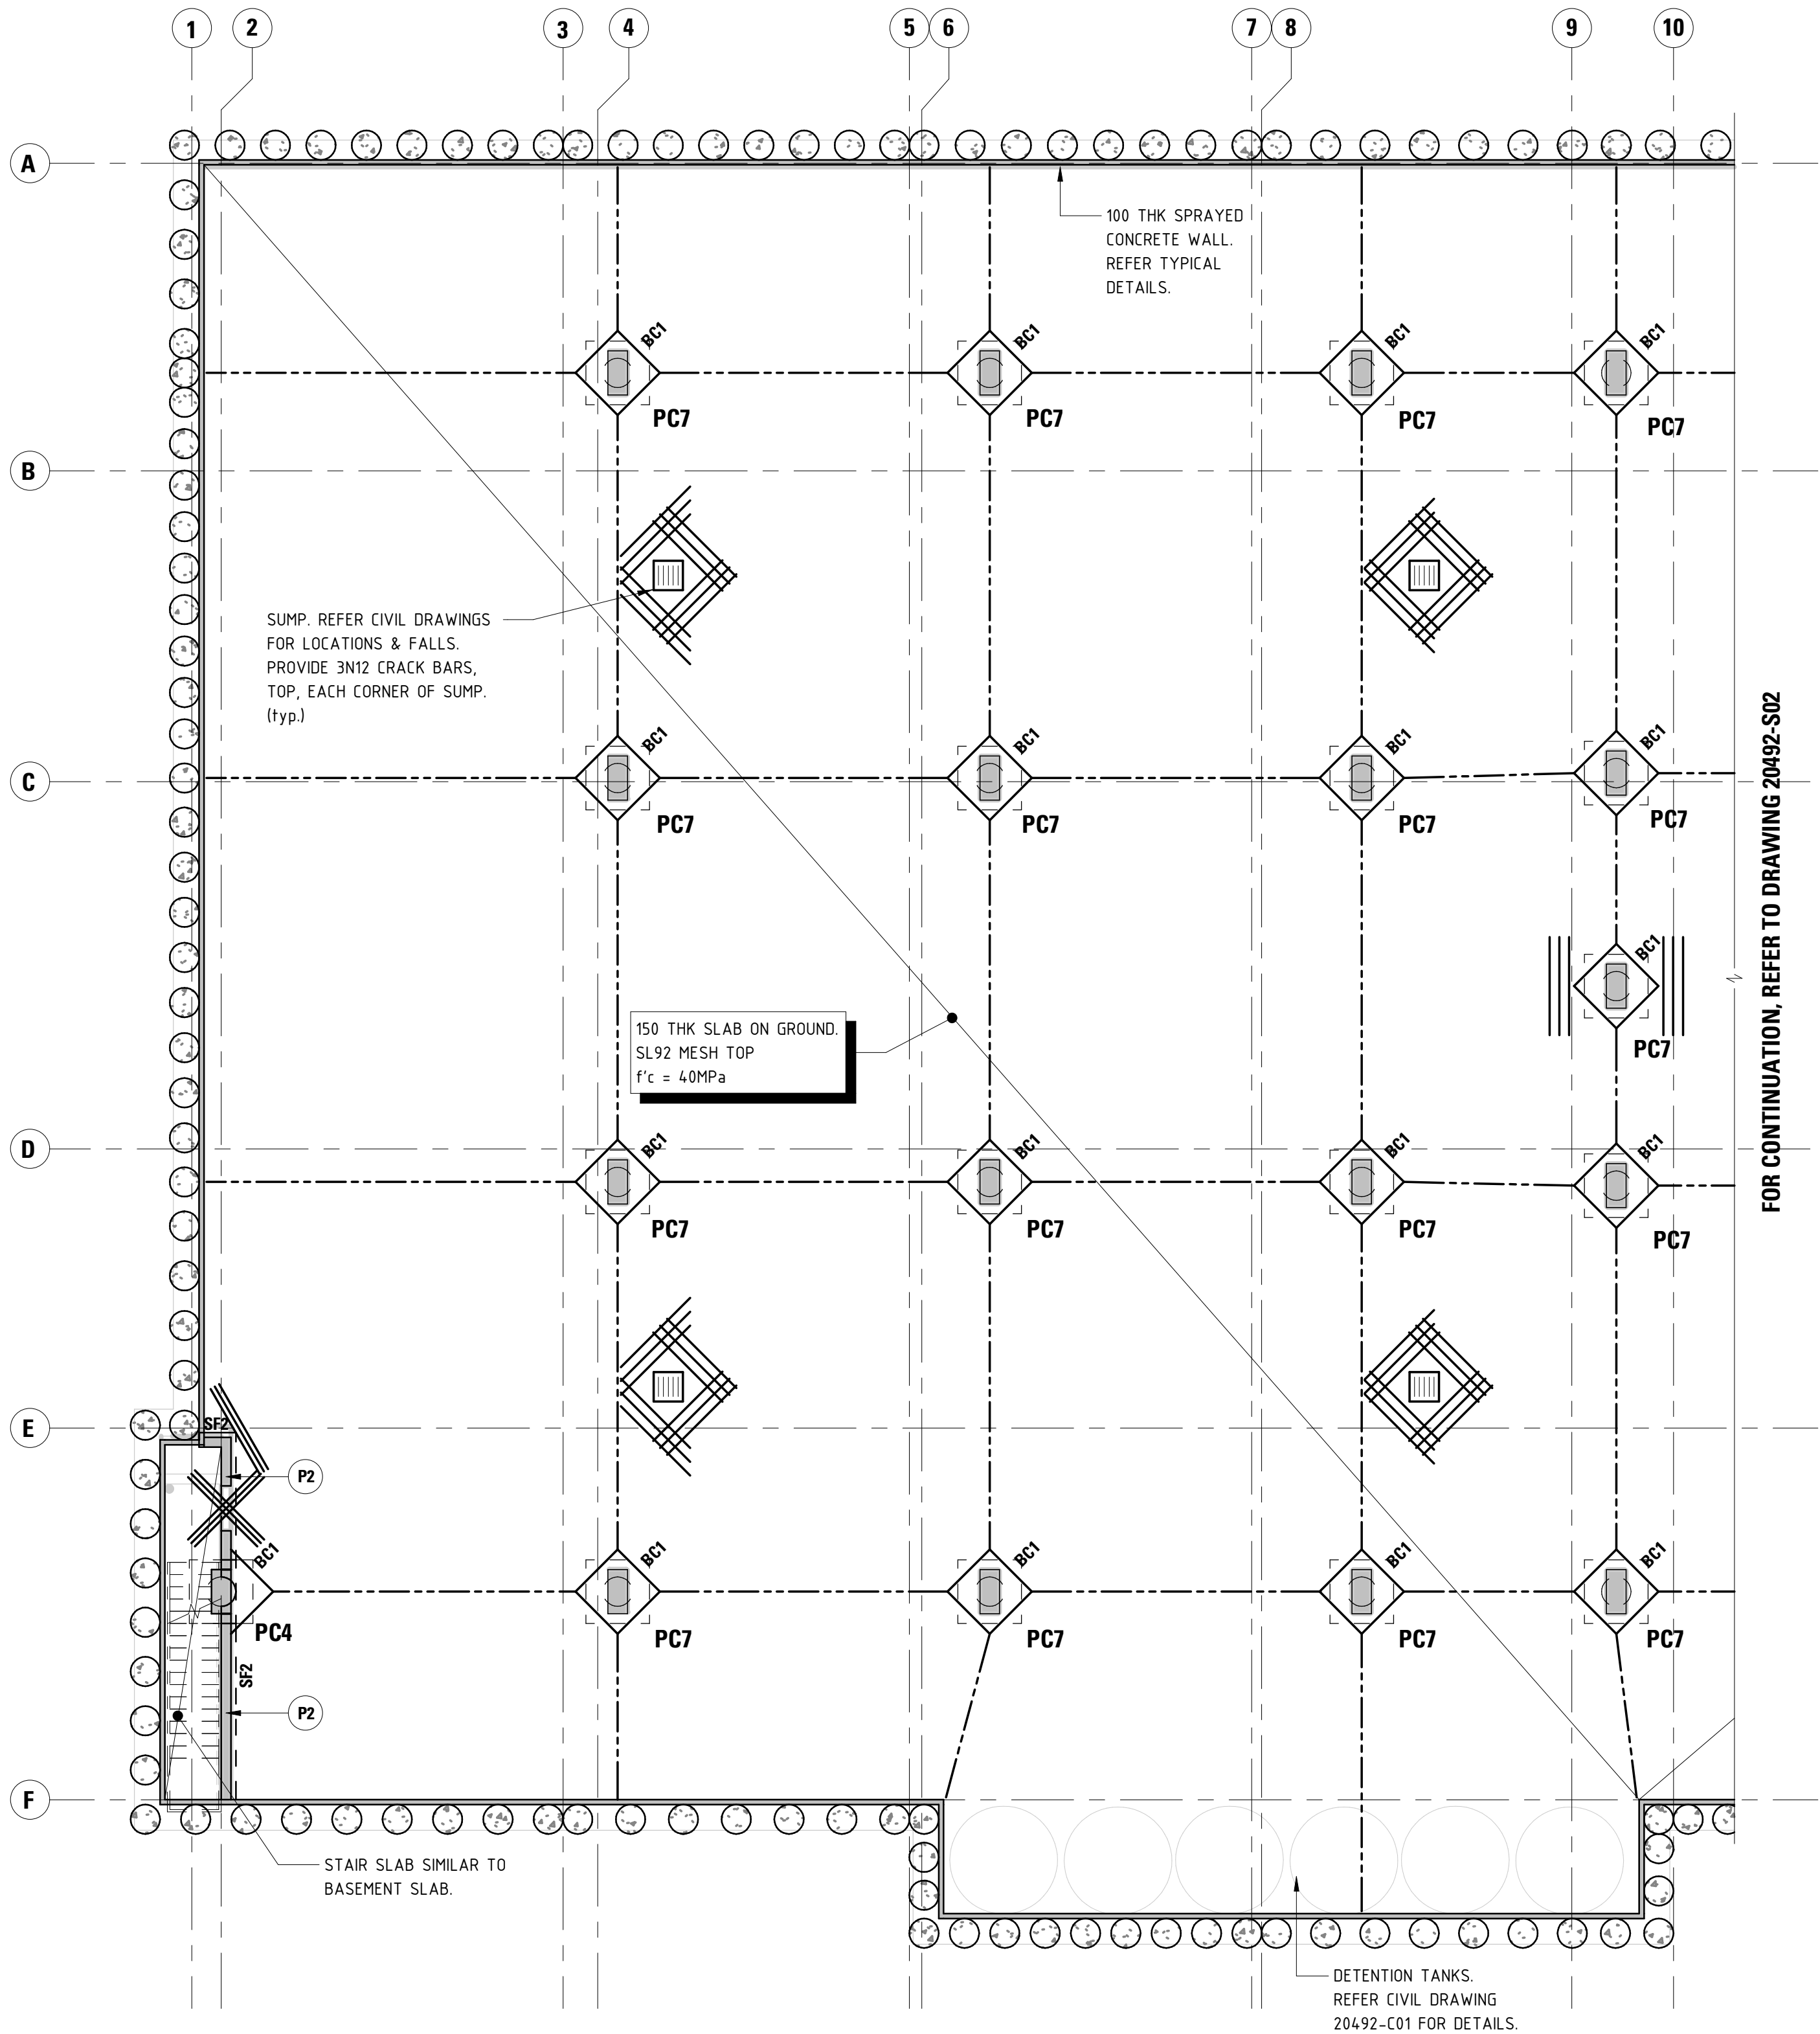 1 2 3 4 5 6 7 8 9 10
A
100 THK SPRAYED
CONCRETE WALL.
REFER TYPICAL
DETAILS.
BC1 BC1 BC1 BC1
PC7 PC7 PC7 PC7
B
SUMP. REFER CIVIL DRAWINGS
FOR LOCATIONS & FALLS.
PROVIDE 3N12 CRACK BARS,
TOP, EACH CORNER OF SUMP.
(typ.)
BC1 BC1 BC1 BC1
C
PC7 PC7 PC7 PC7
FOR CONTINUATION, REFER TO DRAWING 20492-S02
BC1
PC7
150 THK SLAB ON GROUND.
SL92 MESH TOP
f'c = 40MPa
D
BC1 BC1 BC1 BC1
PC7 PC7 PC7 PC7
E
SF2
P2
BC1 BC1 BC1 BC1 BC1
PC4 PC7 PC7 PC7 PC7
SF2
P2
F
STAIR SLAB SIMILAR TO
BASEMENT SLAB.
DETENTION TANKS.
REFER CIVIL DRAWING
20492-C01 FOR DETAILS.